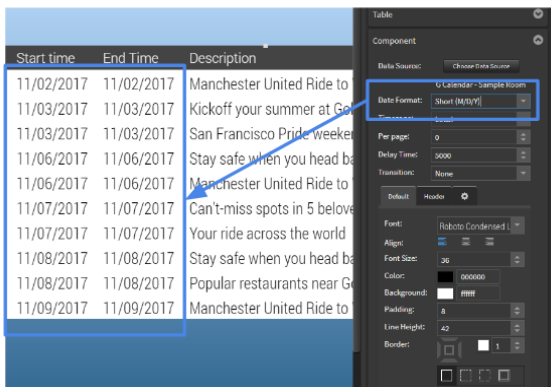 Table
Component
Data Source: Choose Data Source
G Calendar - Sample Room
Date Format: Short (M/D/Y)
Per page: 0
Delay Time: 5000
Transition: None
Default Header
Font: Roboto Condensed L
Align:
Font Size: 36
Color: 000000
Background: ffffff
Padding: 8
Line Height: 42
Border: 1
Start time End Time Description
11/02/2017 11/02/2017 Manchester United Ride to
11/03/2017 11/03/2017 Kickoff your summer at Gol
11/03/2017 11/03/2017 San Francisco Pride weeken
11/06/2017 11/06/2017 Stay safe when you head ba
11/06/2017 11/06/2017 Manchester United Ride to
11/07/2017 11/07/2017 Can't-miss spots in 5 belove
11/07/2017 11/07/2017 Your ride across the world
11/08/2017 11/08/2017 Stay safe when you head ba
11/08/2017 11/08/2017 Popular restaurants near G
11/09/2017 11/09/2017 Manchester United Ride to